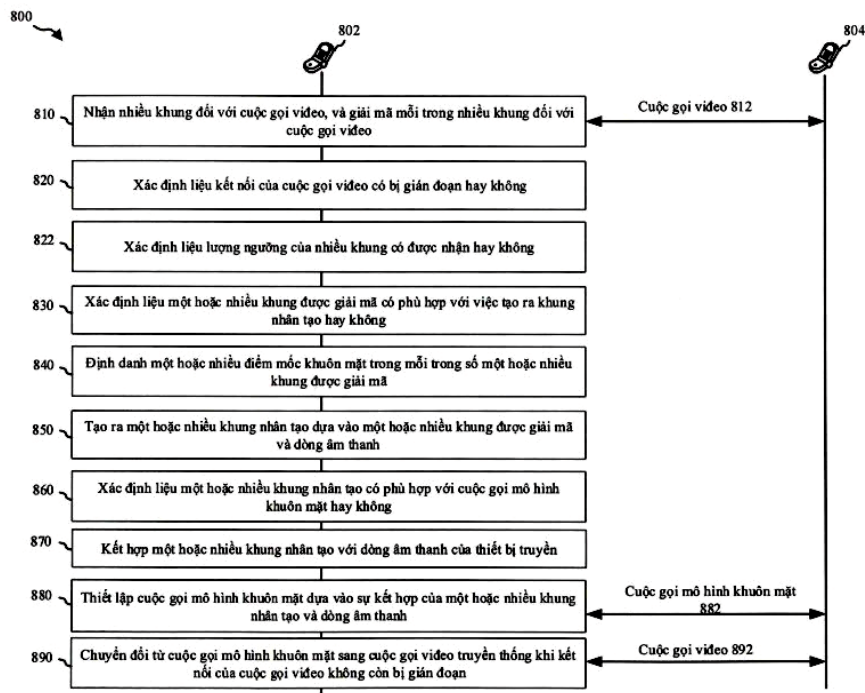 800
802
804
810
Nhận nhiều khung đối với cuộc gọi video, và giải mã mỗi trong nhiều khung đối với
cuộc gọi video
Cuộc gọi video 812
820
Xác định liệu kết nối của cuộc gọi video có bị gián đoạn hay không
822
Xác định liệu lượng ngưỡng của nhiều khung có được nhận hay không
830
Xác định liệu một hoặc nhiều khung được giải mã có phù hợp với việc tạo ra khung
nhân tạo hay không
840
Định danh một hoặc nhiều điểm mốc khuôn mặt trong mỗi trong số một hoặc nhiều
khung được giải mã
850
Tạo ra một hoặc nhiều khung nhân tạo dựa vào một hoặc nhiều khung được giải mã
và dòng âm thanh
860
Xác định liệu một hoặc nhiều khung nhân tạo có phù hợp với cuộc gọi mô hình
khuôn mặt hay không
870
Kết hợp một hoặc nhiều khung nhân tạo với dòng âm thanh của thiết bị truyền
880
Thiết lập cuộc gọi mô hình khuôn mặt dựa vào sự kết hợp của một hoặc nhiều khung
nhân tạo và dòng âm thanh
Cuộc gọi mô hình khuôn mặt
882
890
Chuyển đổi từ cuộc gọi mô hình khuôn mặt sang cuộc gọi video truyền thống khi kết
nối của cuộc gọi video không còn bị gián đoạn
Cuộc gọi video 892